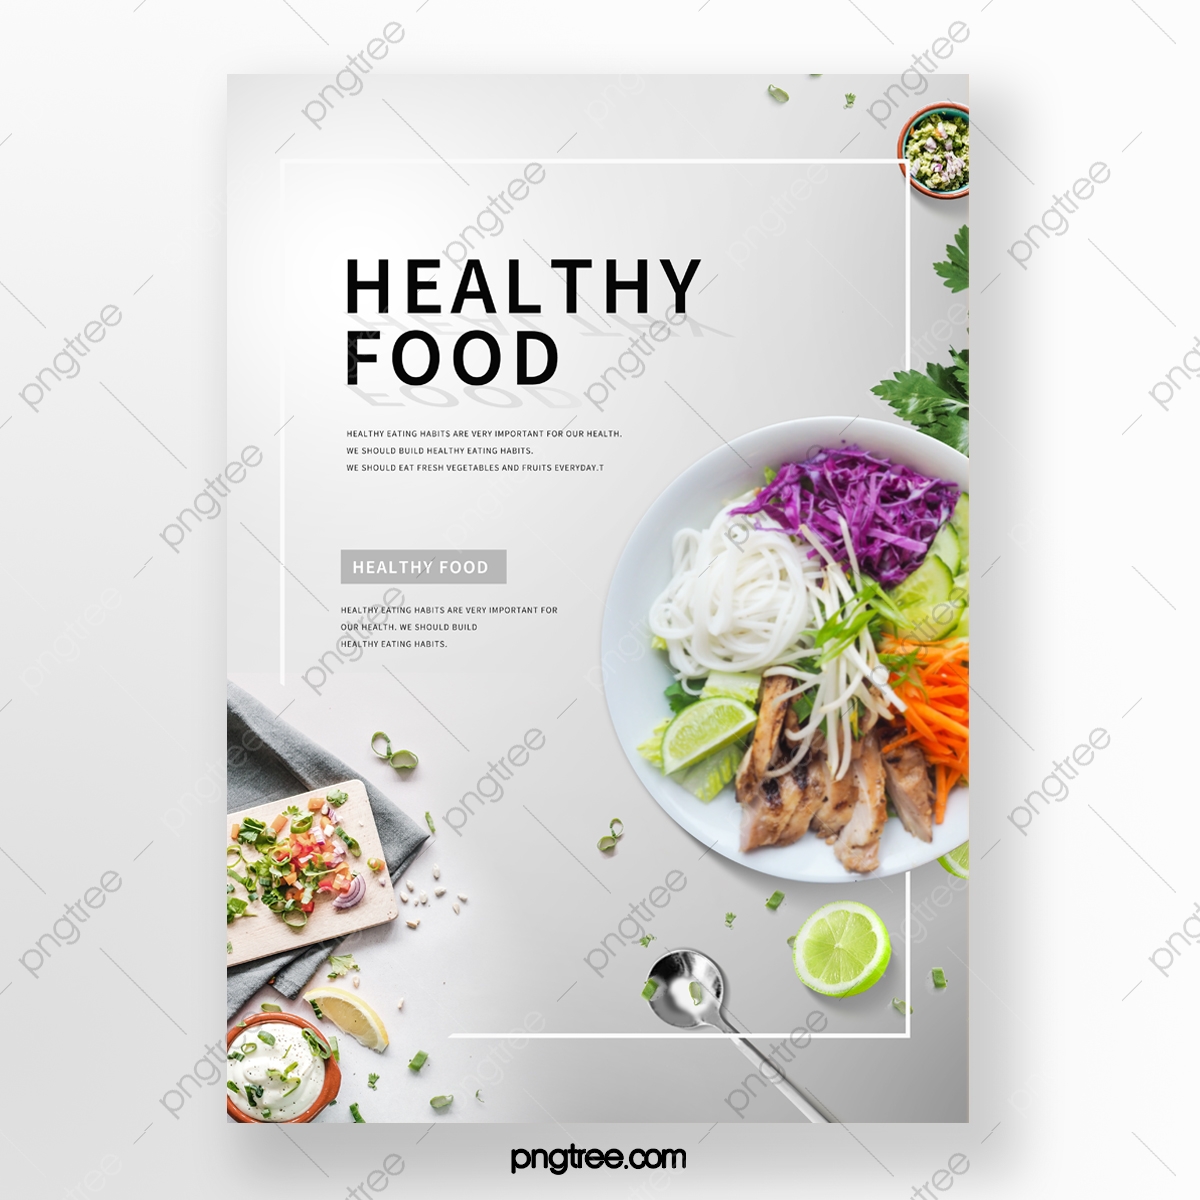 HEALTHY
FOOD
HEALTHY EATING HABITS ARE VERY IMPORTANT FOR OUR HEALTH.
WE SHOULD BUILD HEALTHY EATING HABITS.
WE SHOULD EAT FRESH VEGETABLES AND FRUITS EVERYDAY.T
HEALTHY FOOD
HEALTHY EATING HABITS ARE VERY IMPORTANT FOR
OUR HEALTH. WE SHOULD BUILD
HEALTHY EATING HABITS.
pngtree.com
pngtree